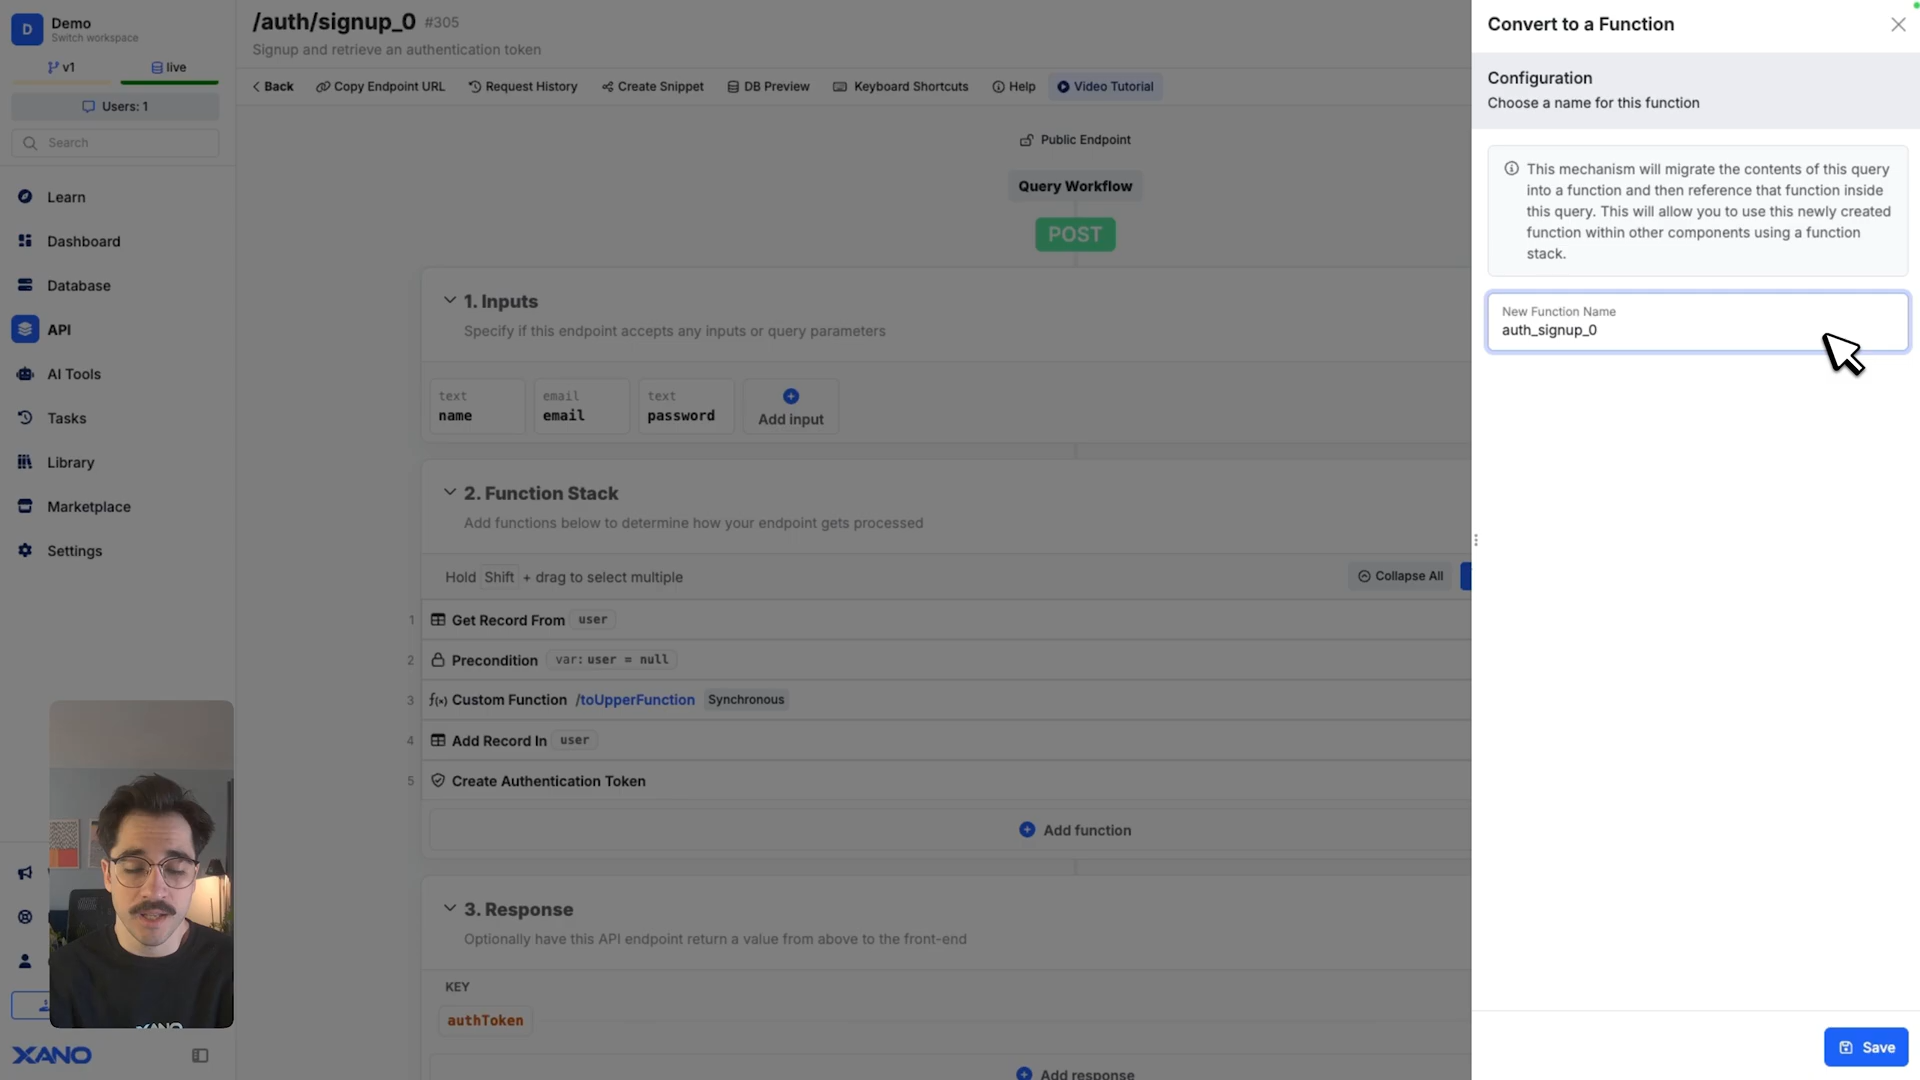 D
Demo
Switch workspace
v1
live
Users: 1
Search
Learn
Dashboard
Database
API
AI Tools
Tasks
Library
Marketplace
Settings
XANO
/auth/signup_0 #305
Signup and retrieve an authentication token
Back
Copy Endpoint URL
Request History
Create Snippet
DB Preview
Keyboard Shortcuts
Help
Video Tutorial
Public Endpoint
Query Workflow
POST
1. Inputs
Specify if this endpoint accepts any inputs or query parameters
text
name
email
email
text
password
Add input
2. Function Stack
Add functions below to determine how your endpoint gets processed
Hold Shift + drag to select multiple
Collapse All
1 Get Record From user
2 Precondition var: user = null
3 f(x) Custom Function /toUpperFunction Synchronous
4 Add Record In user
5 Create Authentication Token
Add function
3. Response
Optionally have this API endpoint return a value from above to the front-end
KEY
authToken
Add response
Convert to a Function
Configuration
Choose a name for this function
This mechanism will migrate the contents of this query
into a function and then reference that function inside
this query. This will allow you to use this newly created
function within other components using a function
stack.
New Function Name
auth_signup_0
Save